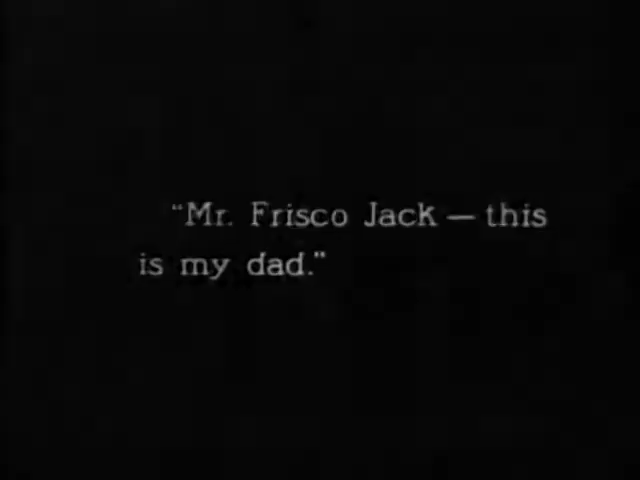 “Mr. Frisco Jack — this
is my dad.”